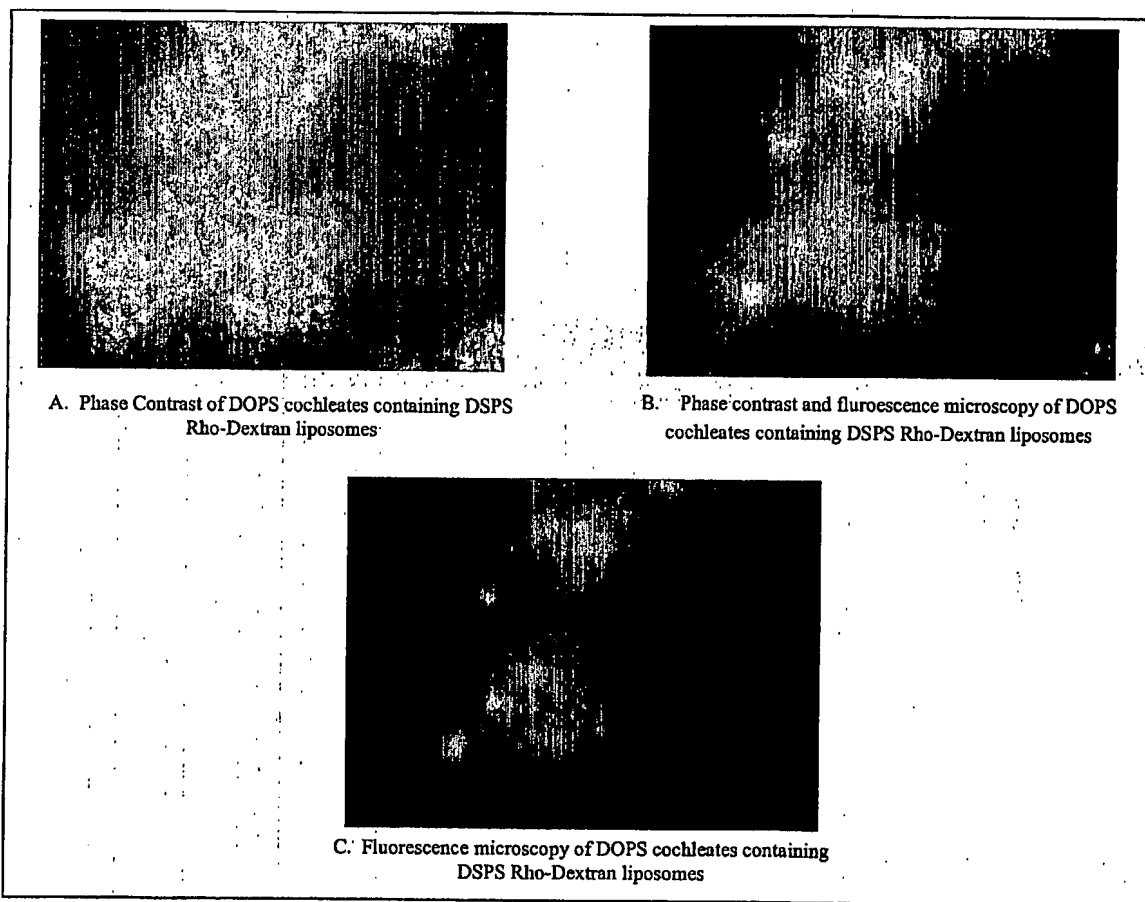 A. Phase Contrast of DOPS cochleates containing DSPS
Rho-Dextran liposomes
B. Phase contrast and fluroescence microscopy of DOPS
cochleates containing DSPS Rho-Dextran liposomes
C. Fluorescence microscopy of DOPS cochleates containing
DSPS Rho-Dextran liposomes